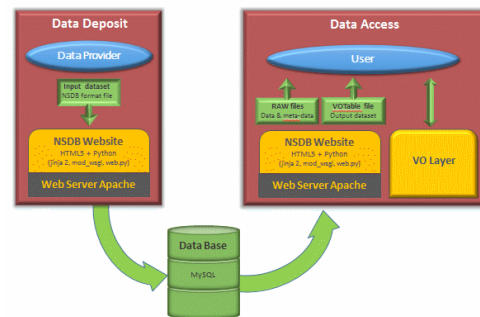 Data Deposit
Data Provider
Input dataset
NSDB format file
NSDB Website
HTML5 + Python
(jinja 2, mod_wsgi, web.py)
Web Server Apache
Data Access
User
RAW files
Data & meta-data
VOTable file
Output dataset
NSDB Website
HTML5 + Python
(jinja 2, mod_wsgi, web.py)
Web Server Apache
VO Layer
Data Base
MySQL